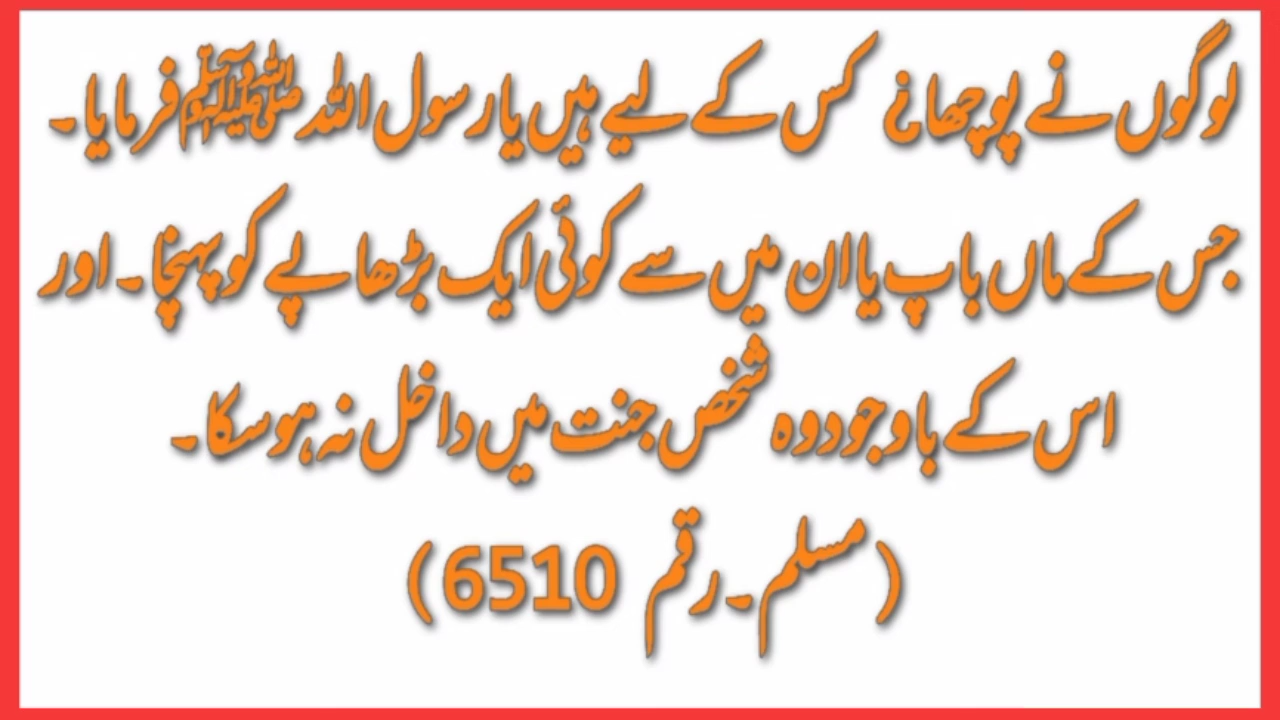 لوگوں نے پوچھا نے کس کے لیے ہیں یا رسول اللہ ﷺ فرمایا۔
جس کے ماں باپ یا ان میں سے کوئی ایک بڑھاپے کو پہنچا۔ اور
اس کے باوجود وہ شخص جنت میں داخل نہ ہوسکا۔
(مسلم۔ رقم 6510)